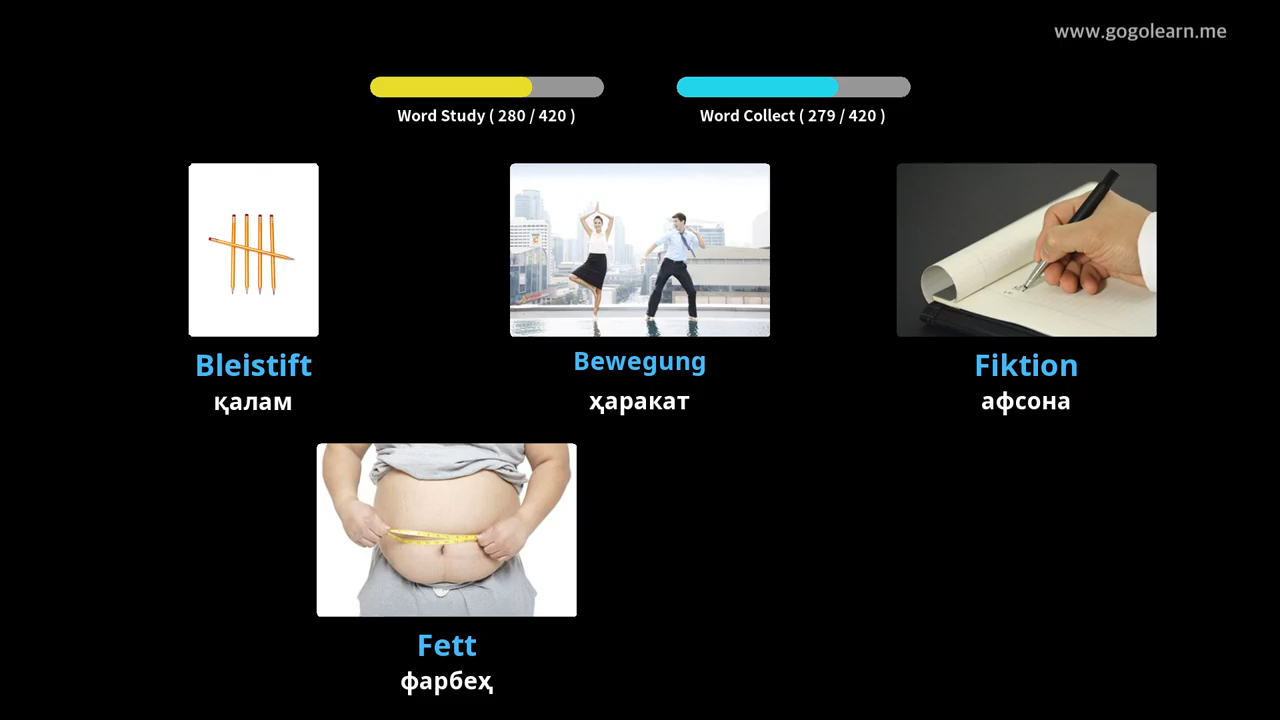 www.gogolearn.me
Word Study ( 280 / 420 )
Word Collect ( 279 / 420 )
Bleistift
қалам
Bewegung
ҳаракат
Fiktion
афсона
Fett
фарбеҳ